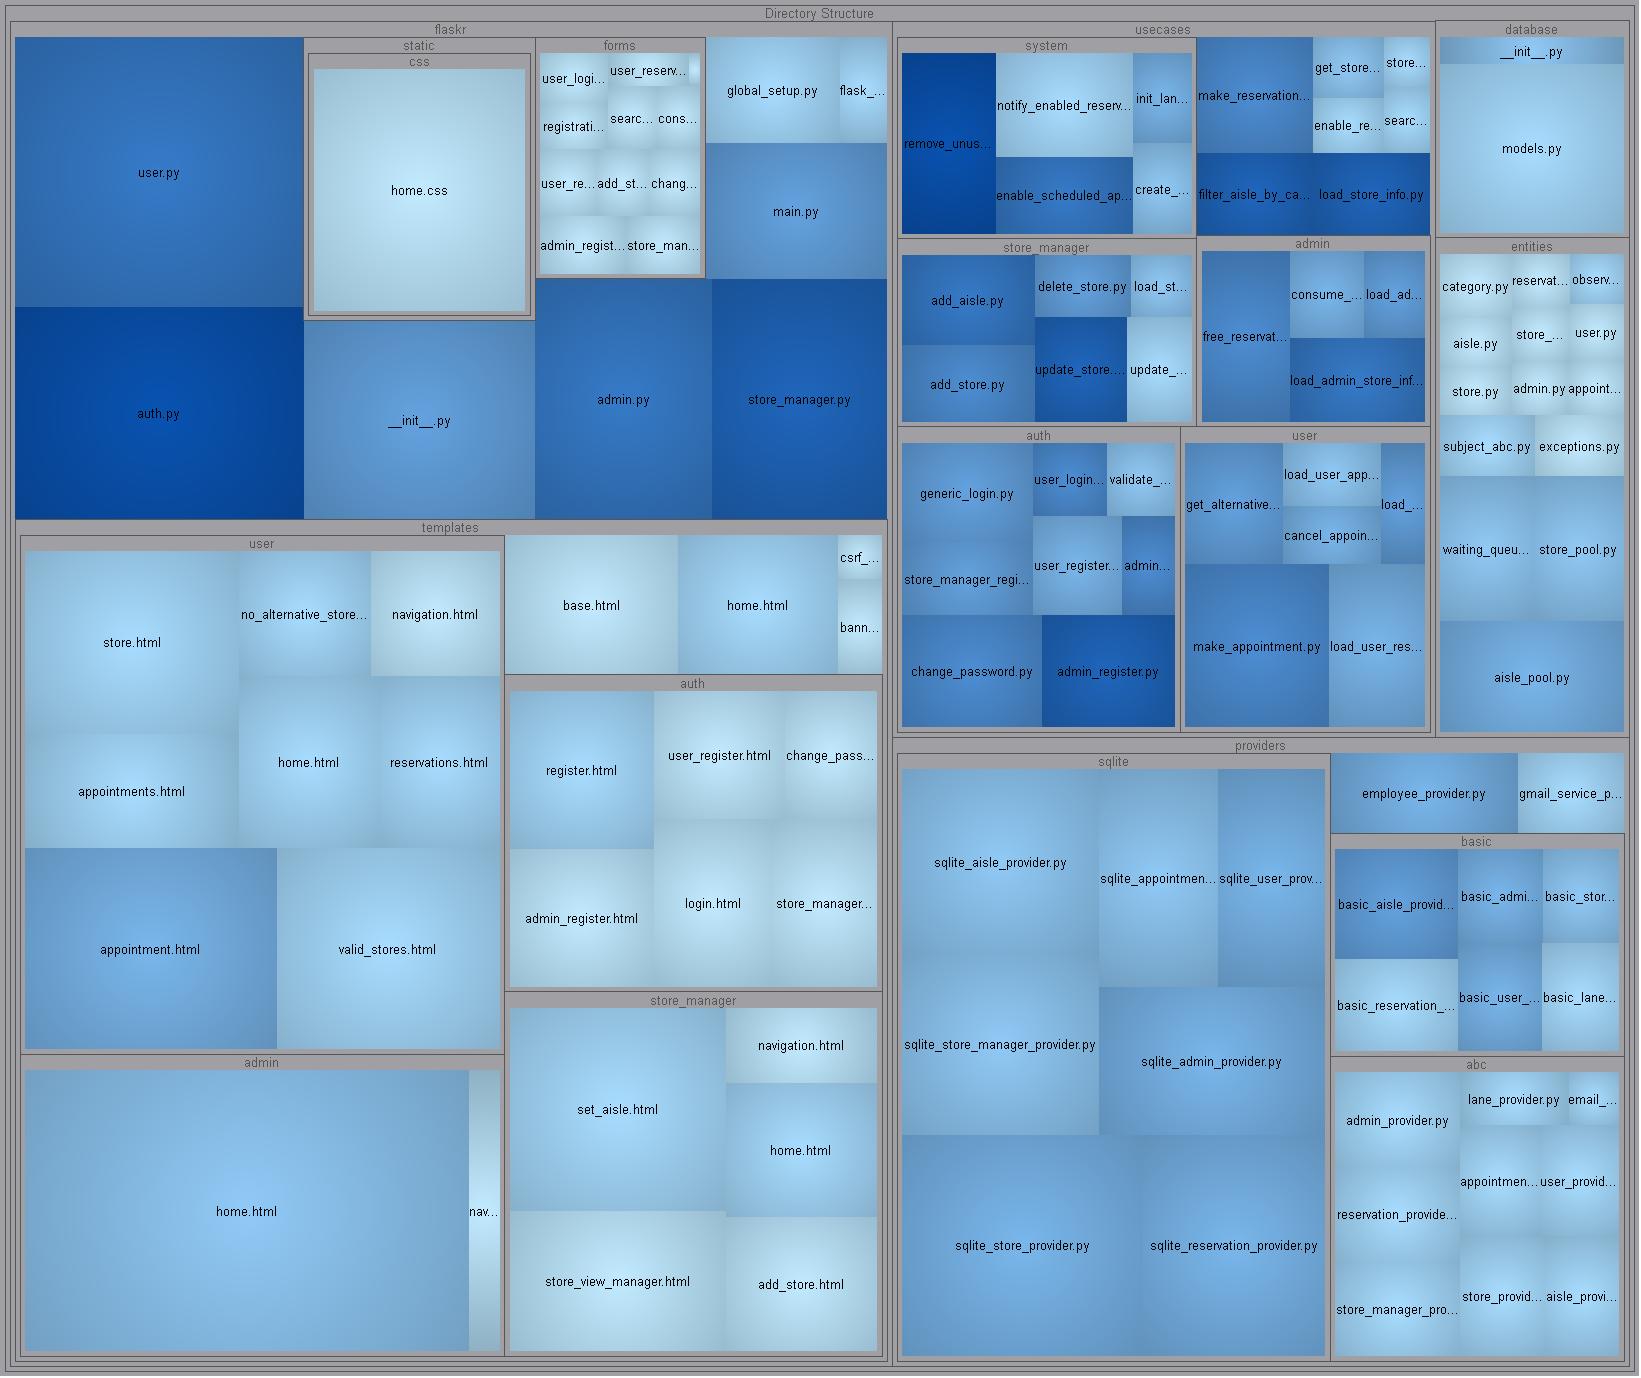 Directory Structure
flaskr
user.py
auth.py
static
css
home.css
__init__.py
forms
user_logi...
user_reserv...
registrati...
searc...
cons...
user_re...
add_st...
chang...
admin_regist...
store_man...
global_setup.py
flask_...
main.py
admin.py
store_manager.py
templates
user
store.html
no_alternative_store...
navigation.html
appointments.html
home.html
reservations.html
appointment.html
valid_stores.html
admin
home.html
nav...
base.html
home.html
csrf_...
bann...
auth
register.html
user_register.html
change_pass...
admin_register.html
login.html
store_manager...
store_manager
set_aisle.html
navigation.html
home.html
store_view_manager.html
add_store.html
usecases
system
remove_unus...
notify_enabled_reserv...
init_lan...
enable_scheduled_ap...
create_...
make_reservation...
get_store...
store...
enable_re...
searc...
filter_aisle_by_ca...
load_store_info.py
store_manager
add_aisle.py
delete_store.py
load_st...
add_store.py
update_store....
update_...
admin
free_reservat...
consume_...
load_ad...
load_admin_store_inf...
auth
generic_login.py
user_login...
validate_...
store_manager_regi...
user_register...
admin...
change_password.py
admin_register.py
user
get_alternative...
load_user_app...
cancel_appoin...
load_...
make_appointment.py
load_user_res...
database
__init__.py
models.py
entities
category.py
reservat...
observ...
aisle.py
store_...
user.py
store.py
admin.py
appoint...
subject_abc.py
exceptions.py
waiting_queu...
store_pool.py
aisle_pool.py
providers
sqlite
sqlite_aisle_provider.py
sqlite_appointmen...
sqlite_user_prov...
sqlite_store_manager_provider.py
sqlite_admin_provider.py
sqlite_store_provider.py
sqlite_reservation_provider.py
employee_provider.py
gmail_service_p...
basic
basic_aisle_provid...
basic_admi...
basic_stor...
basic_reservation_...
basic_user_...
basic_lane...
abc
admin_provider.py
lane_provider.py
email_...
reservation_provide...
appointmen...
user_provid...
store_manager_pro...
store_provid...
aisle_provi...